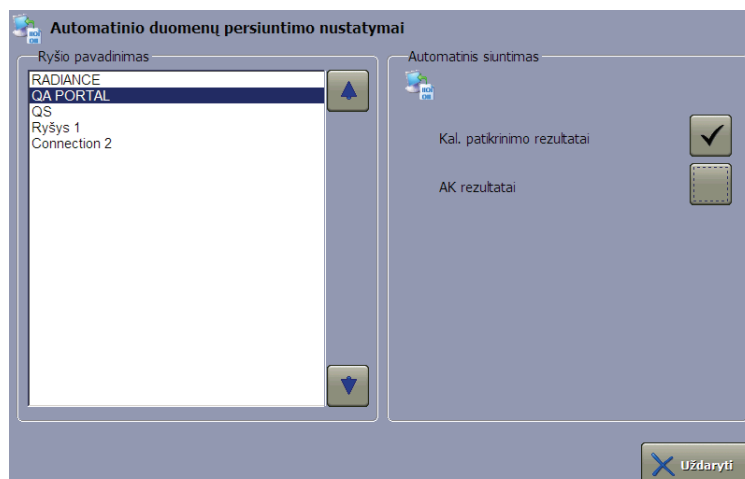 Automatinio duomenų persiuntimo nustatymai
Ryšio pavadinimas
RADIANCE
QA PORTAL
QS
Ryšys 1
Connection 2
Automatinis siuntimas
Kal. patikrinimo rezultatai
AK rezultatai
Uždaryti